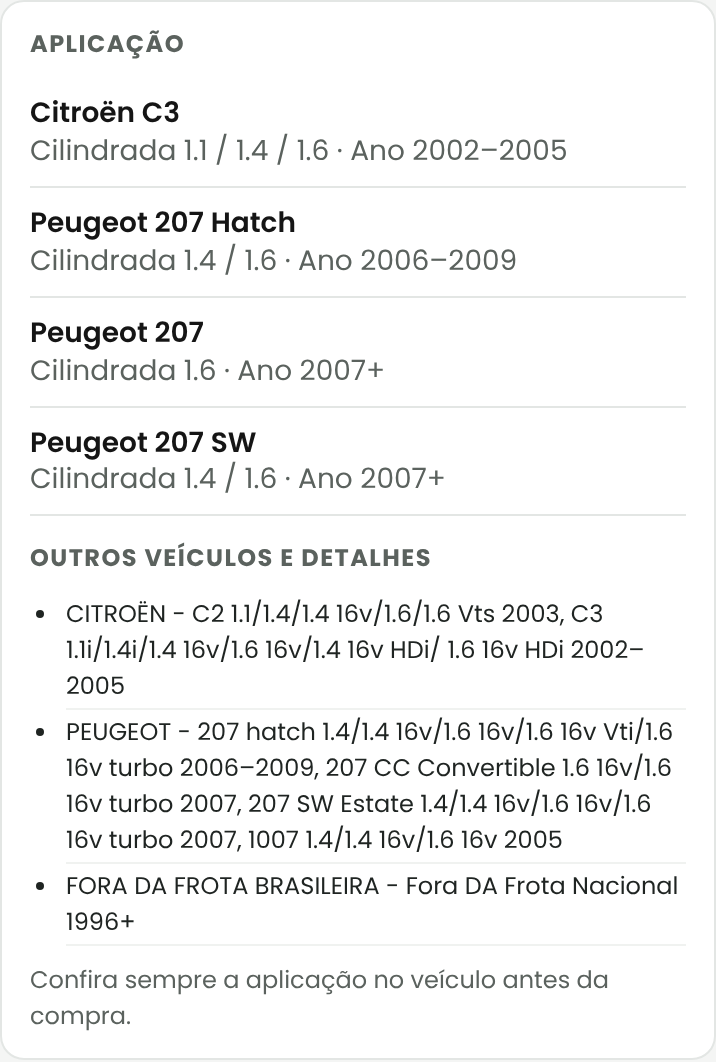 APLICAÇÃO
Citroën C3
Cilindrada 1.1 / 1.4 / 1.6 · Ano 2002–2005
Peugeot 207 Hatch
Cilindrada 1.4 / 1.6 · Ano 2006–2009
Peugeot 207
Cilindrada 1.6 · Ano 2007+
Peugeot 207 SW
Cilindrada 1.4 / 1.6 · Ano 2007+
OUTROS VEÍCULOS E DETALHES
• CITROËN - C2 1.1/1.4/1.4 16v/1.6/1.6 Vts 2003, C3
1.1i/1.4i/1.4 16v/1.6 16v/1.4 16v HDi/ 1.6 16v HDi 2002–
2005
• PEUGEOT - 207 hatch 1.4/1.4 16v/1.6 16v/1.6 16v Vti/1.6
16v turbo 2006–2009, 207 CC Convertible 1.6 16v/1.6
16v turbo 2007, 207 SW Estate 1.4/1.4 16v/1.6 16v/1.6
16v turbo 2007, 1007 1.4/1.4 16v/1.6 16v 2005
• FORA DA FROTA BRASILEIRA - Fora DA Frota Nacional
1996+
Confira sempre a aplicação no veículo antes da
compra.